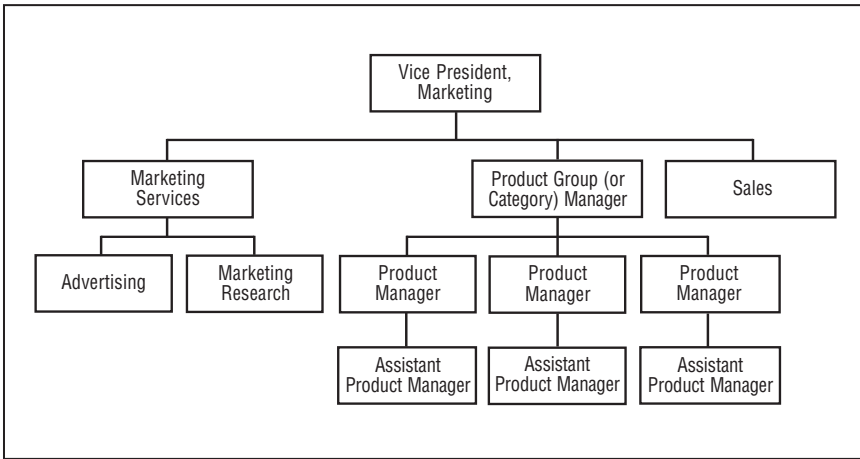 Vice President,
Marketing
Marketing
Services
Product Group (or
Category) Manager
Sales
Advertising
Marketing
Research
Product
Manager
Product
Manager
Product
Manager
Assistant
Product Manager
Assistant
Product Manager
Assistant
Product Manager